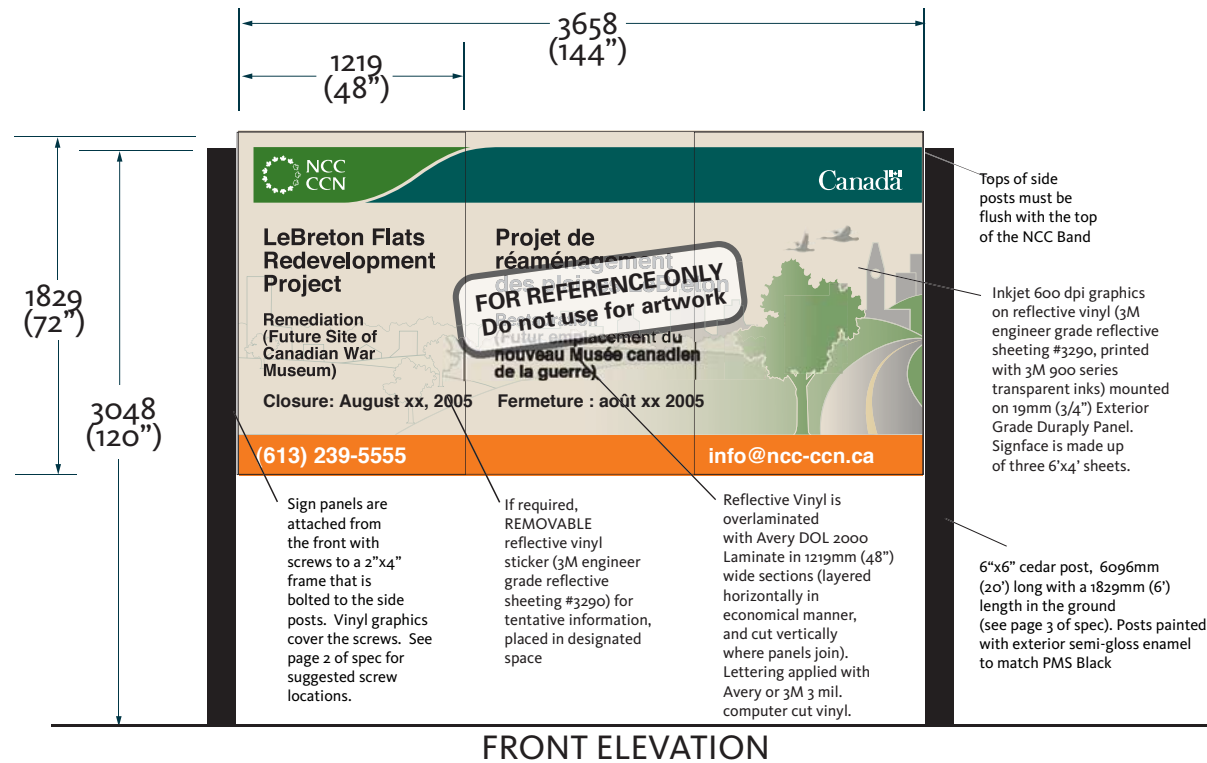 3658
(144”)
1219
(48”)
NCC
CCN
Canada
LeBreton Flats
Redevelopment
Project
Projet de
réaménagement
des plaines LeBreton
FOR REFERENCE ONLY
Do not use for artwork
Remediation
(Future Site of
Canadian War
Museum)
(Futur emplacement du
nouveau Musée canadien
de la guerre)
Closure: August xx, 2005
Fermeture : août xx 2005
(613) 239-5555
info@ncc-ccn.ca
1829
(72”)
3048
(120”)
Tops of side
posts must be
flush with the top
of the NCC Band
Inkjet 600 dpi graphics
on reflective vinyl (3M
engineer grade reflective
sheeting #3290, printed
with 3M 900 series
transparent inks) mounted
on 19mm (3/4”) Exterior
Grade Duraply Panel.
Signface is made up
of three 6'x4' sheets.
Sign panels are
attached from
the front with
screws to a 2”x4”
frame that is
bolted to the side
posts. Vinyl graphics
cover the screws. See
page 2 of spec for
suggested screw
locations.
If required,
REMOVABLE
reflective vinyl
sticker (3M engineer
grade reflective
sheeting #3290) for
tentative information,
placed in designated
space
Reflective Vinyl is
overlaminated
with Avery DOL 2000
Laminate in 1219mm (48”)
wide sections (layered
horizontally in
economical manner,
and cut vertically
where panels join).
Lettering applied with
Avery or 3M 3 mil.
computer cut vinyl.
6“x6” cedar post, 6096mm
(20’) long with a 1829mm (6’)
length in the ground
(see page 3 of spec). Posts painted
with exterior semi-gloss enamel
to match PMS Black
FRONT ELEVATION